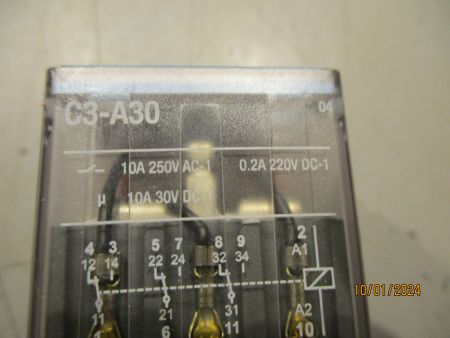 C3-A30
04
10A 250V AC-1 0.2A 220V DC-1
µ 10A 30V DC-1
4 3 5 7 8 9 2
12 14 22 24 32 34 A1
11 21 31 A2
1 6 11 10
10/01/2024